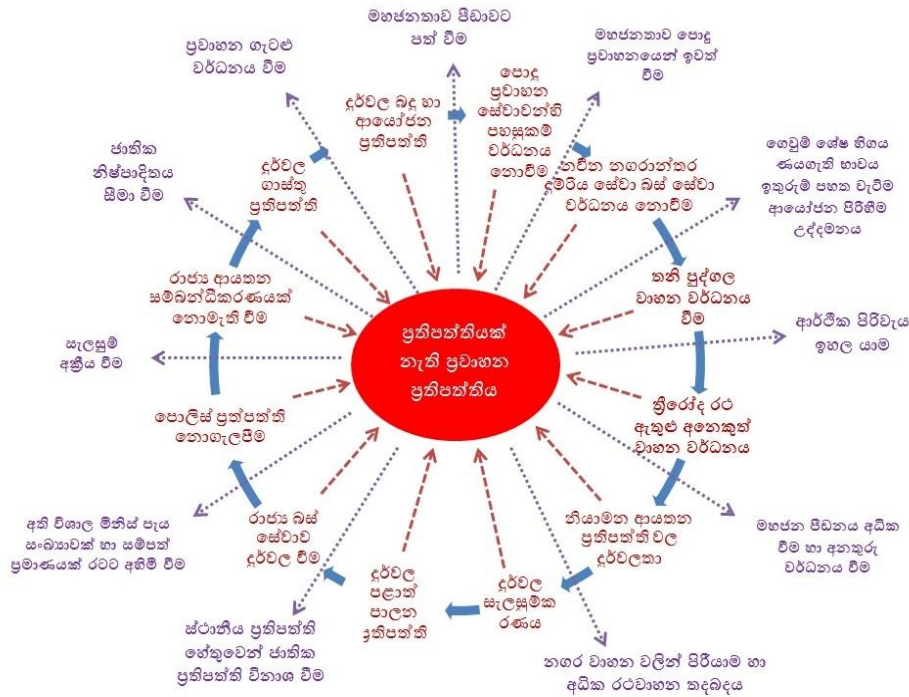 මහජනතාව පීඩාවට
පත් වීම
මහජනතාව පොදු
ප්‍රවාහනයෙන් ඉවත්
වීම
ප්‍රවාහන ගැටළු
වර්ධනය වීම
ජාතික
නිෂ්පාදිතය
සීමා වීම
සැලසුම්
අක්‍රීය වීම
අති විශාල මිනිස් පැය
සංඛ්‍යාවක් හා සම්පත්
ප්‍රමාණයක් රටට අහිමි වීම
ස්ථානීය ප්‍රතිපත්ති
හේතුවෙන් ජාතික
ප්‍රතිපත්ති විනාශ වීම
නගර වාහන වලින් පිරීයාම හා
අධික රථවාහන තදබදය
මහජන පීඩනය අධික
වීම හා අනතුරු
වර්ධනය වීම
ආර්ථික පිරිවැය
ඉහල යාම
ගෙවුම් ශේෂ හිගය
ණයගැති භාවය
ඉතුරුම් පහත වැටීම
ආයෝජන පිරිහීම
උද්දමනය
දුර්වල බදු හා
ආයෝජන
ප්‍රතිපත්ති
පොදු
ප්‍රවාහන
සේවාවන්හි
පහසුකම්
වර්ධනය
නොවීම
නවීන නගරාන්තර
දුම්රිය සේවා බස් සේවා
වර්ධනය නොවීම
තනි පුද්ගල
වාහන වර්ධනය
වීම
ත්‍රීරෝද රථ
ඇතුළු අනෙකුත්
වාහන වර්ධනය
නියාමන ආයතන
ප්‍රතිපත්ති වල
දුර්වලතා
දුර්වල
සැලසුම්ක
රණය
දුර්වල
පළාත්
පාලන
ප්‍රතිපත්ති
රාජ්‍ය බස්
සේවාව
දුර්වල වීම
පොලිස් ප්‍රත්පත්ති
නොගැලපීම
රාජ්‍ය ආයතන
සම්බන්ධීකරණයක්
නොමැති වීම
දුර්වල
ගාස්තු
ප්‍රතිපත්ති
ප්‍රතිපත්තියක්
නැති ප්‍රවාහන
ප්‍රතිපත්තිය